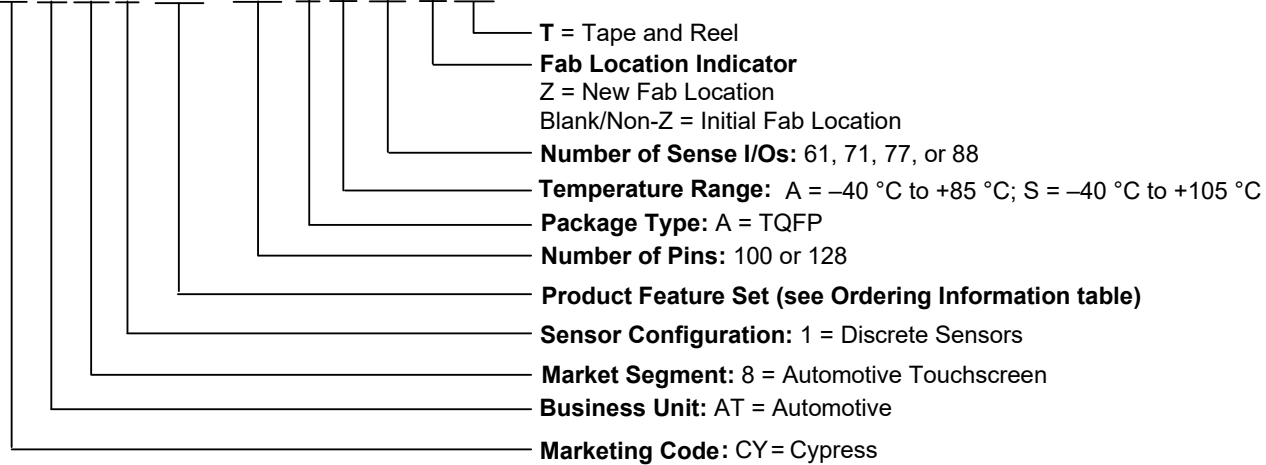 T = Tape and Reel
Fab Location Indicator
Z = New Fab Location
Blank/Non-Z = Initial Fab Location
Number of Sense I/Os: 61, 71, 77, or 88
Temperature Range: A = –40 °C to +85 °C; S = –40 °C to +105 °C
Package Type: A = TQFP
Number of Pins: 100 or 128
Product Feature Set (see Ordering Information table)
Sensor Configuration: 1 = Discrete Sensors
Market Segment: 8 = Automotive Touchscreen
Business Unit: AT = Automotive
Marketing Code: CY = Cypress